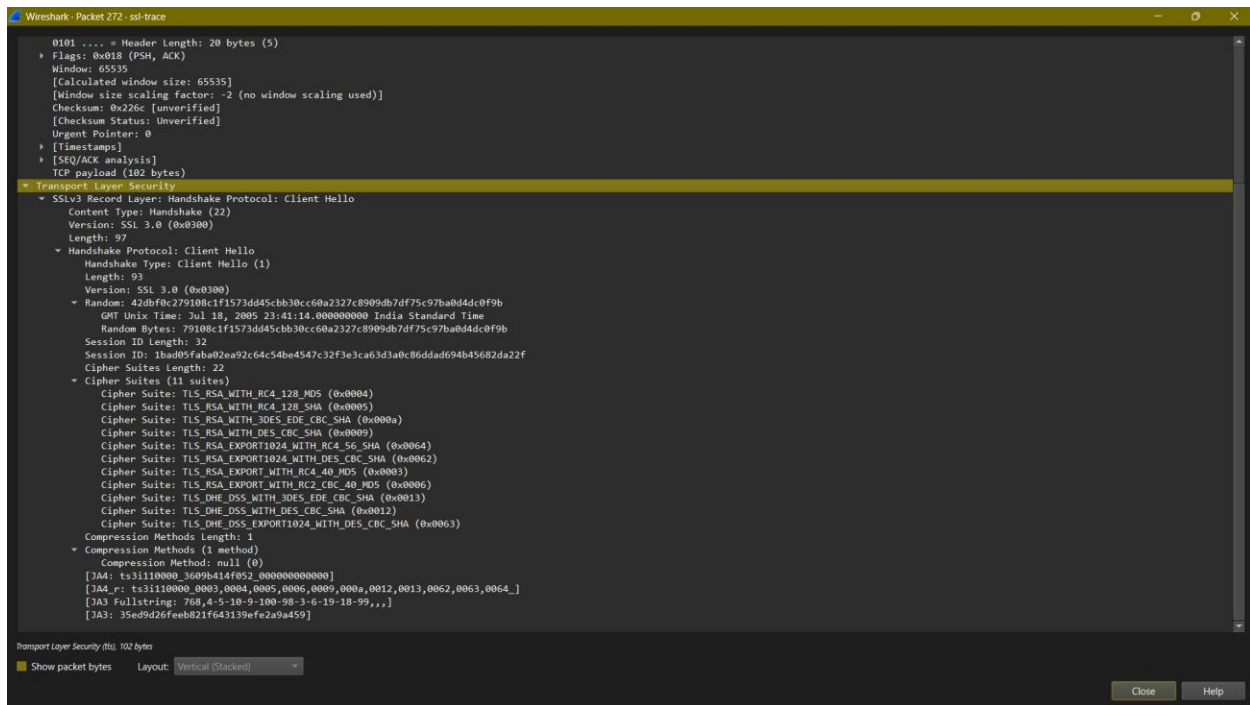 Wireshark - Packet 272 - ssl-trace
0101 .... = Header Length: 20 bytes (5)
Flags: 0x018 (PSH, ACK)
Window: 65535
[Calculated window size: 65535]
[Window size scaling factor: -2 (no window scaling used)]
Checksum: 0x226c [unverified]
[Checksum Status: Unverified]
Urgent Pointer: 0
[Timestamps]
[SEQ/ACK analysis]
TCP payload (102 bytes)
Transport Layer Security
SSLv3 Record Layer: Handshake Protocol: Client Hello
Content Type: Handshake (22)
Version: SSL 3.0 (0x0300)
Length: 97
Handshake Protocol: Client Hello
Handshake Type: Client Hello (1)
Length: 93
Version: SSL 3.0 (0x0300)
Random: 42dbf0c279108c1f1573dd45cbb30cc60a2327c8909db7df75c97ba0d4dc0f9b
GMT Unix Time: Jul 18, 2005 23:41:14.000000000 India Standard Time
Random Bytes: 79108c1f1573dd45cbb30cc60a2327c8909db7df75c97ba0d4dc0f9b
Session ID Length: 32
Session ID: 1bad05faba02ea92c64c54be4547c32f3e3ca63d3a0c86ddad694b45682da22f
Cipher Suites Length: 22
Cipher Suites (11 suites)
Cipher Suite: TLS_RSA_WITH_RC4_128_MD5 (0x0004)
Cipher Suite: TLS_RSA_WITH_RC4_128_SHA (0x0005)
Cipher Suite: TLS_RSA_WITH_3DES_EDE_CBC_SHA (0x000a)
Cipher Suite: TLS_RSA_WITH_DES_CBC_SHA (0x0009)
Cipher Suite: TLS_RSA_EXPORT1024_WITH_RC4_56_SHA (0x0064)
Cipher Suite: TLS_RSA_EXPORT1024_WITH_DES_CBC_SHA (0x0062)
Cipher Suite: TLS_RSA_EXPORT_WITH_RC4_40_MD5 (0x0003)
Cipher Suite: TLS_RSA_EXPORT_WITH_RC2_CBC_40_MD5 (0x0006)
Cipher Suite: TLS_DHE_DSS_WITH_3DES_EDE_CBC_SHA (0x0013)
Cipher Suite: TLS_DHE_DSS_WITH_DES_CBC_SHA (0x0012)
Cipher Suite: TLS_DHE_DSS_EXPORT1024_WITH_DES_CBC_SHA (0x0063)
Compression Methods Length: 1
Compression Methods (1 method)
Compression Method: null (0)
[JA4: ts3i110000_3609b414f052_000000000000]
[JA4_r: ts3i110000_0003,0004,0005,0006,0009,000a,0012,0013,0062,0063,0064_]
[JA3 Fullstring: 768,4-5-10-9-100-98-3-6-19-18-99,,,]
[JA3: 35ed9d26feeb821f643139efe2a9a459]
Transport Layer Security (tls), 102 bytes
Show packet bytes Layout: Vertical (Stacked)
Close Help